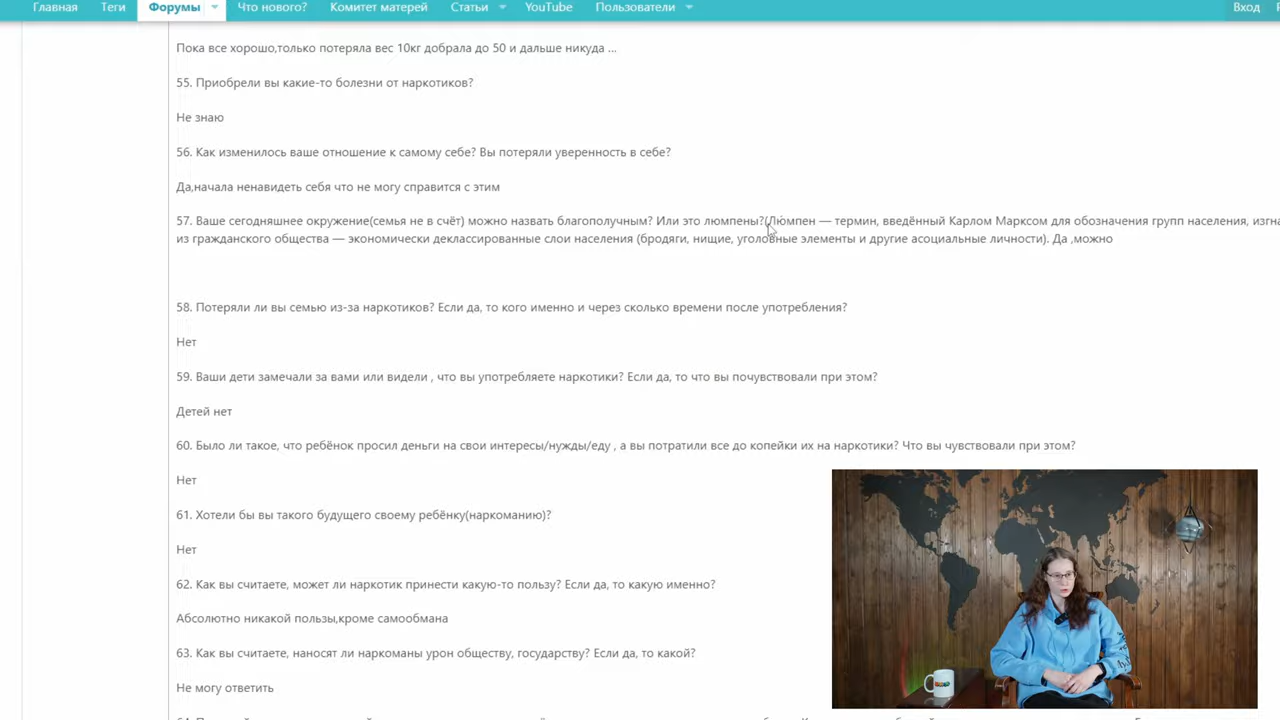 Главная Теги Форумы Что нового? Комитет матерей Статьи YouTube Пользователи Вход
Пока все хорошо,только потеряла вес 10кг добрала до 50 и дальше никуда ...
55. Приобрели вы какие-то болезни от наркотиков?
Не знаю
56. Как изменилось ваше отношение к самому себе? Вы потеряли уверенность в себе?
Да,начала ненавидеть себя что не могу справится с этим
57. Ваше сегодняшнее окружение(семья не в счёт) можно назвать благополучным? Или это люмпены?(Люмпен — термин, введённый Карлом Марксом для обозначения групп населения, изгна
из гражданского общества — экономически деклассированные слои населения (бродяги, нищие, уголовные элементы и другие асоциальные личности). Да ,можно
58. Потеряли ли вы семью из-за наркотиков? Если да, то кого именно и через сколько времени после употребления?
Нет
59. Ваши дети замечали за вами или видели , что вы употребляете наркотики? Если да, то что вы почувствовали при этом?
Детей нет
60. Было ли такое, что ребёнок просил деньги на свои интересы/нужды/еду , а вы потратили все до копейки их на наркотики? Что вы чувствовали при этом?
Нет
61. Хотели бы вы такого будущего своему ребёнку(наркоманию)?
Нет
62. Как вы считаете, может ли наркотик принести какую-то пользу? Если да, то какую именно?
Абсолютно никакой пользы,кроме самообмана
63. Как вы считаете, наносят ли наркоманы урон обществу, государству? Если да, то какой?
Не могу ответить